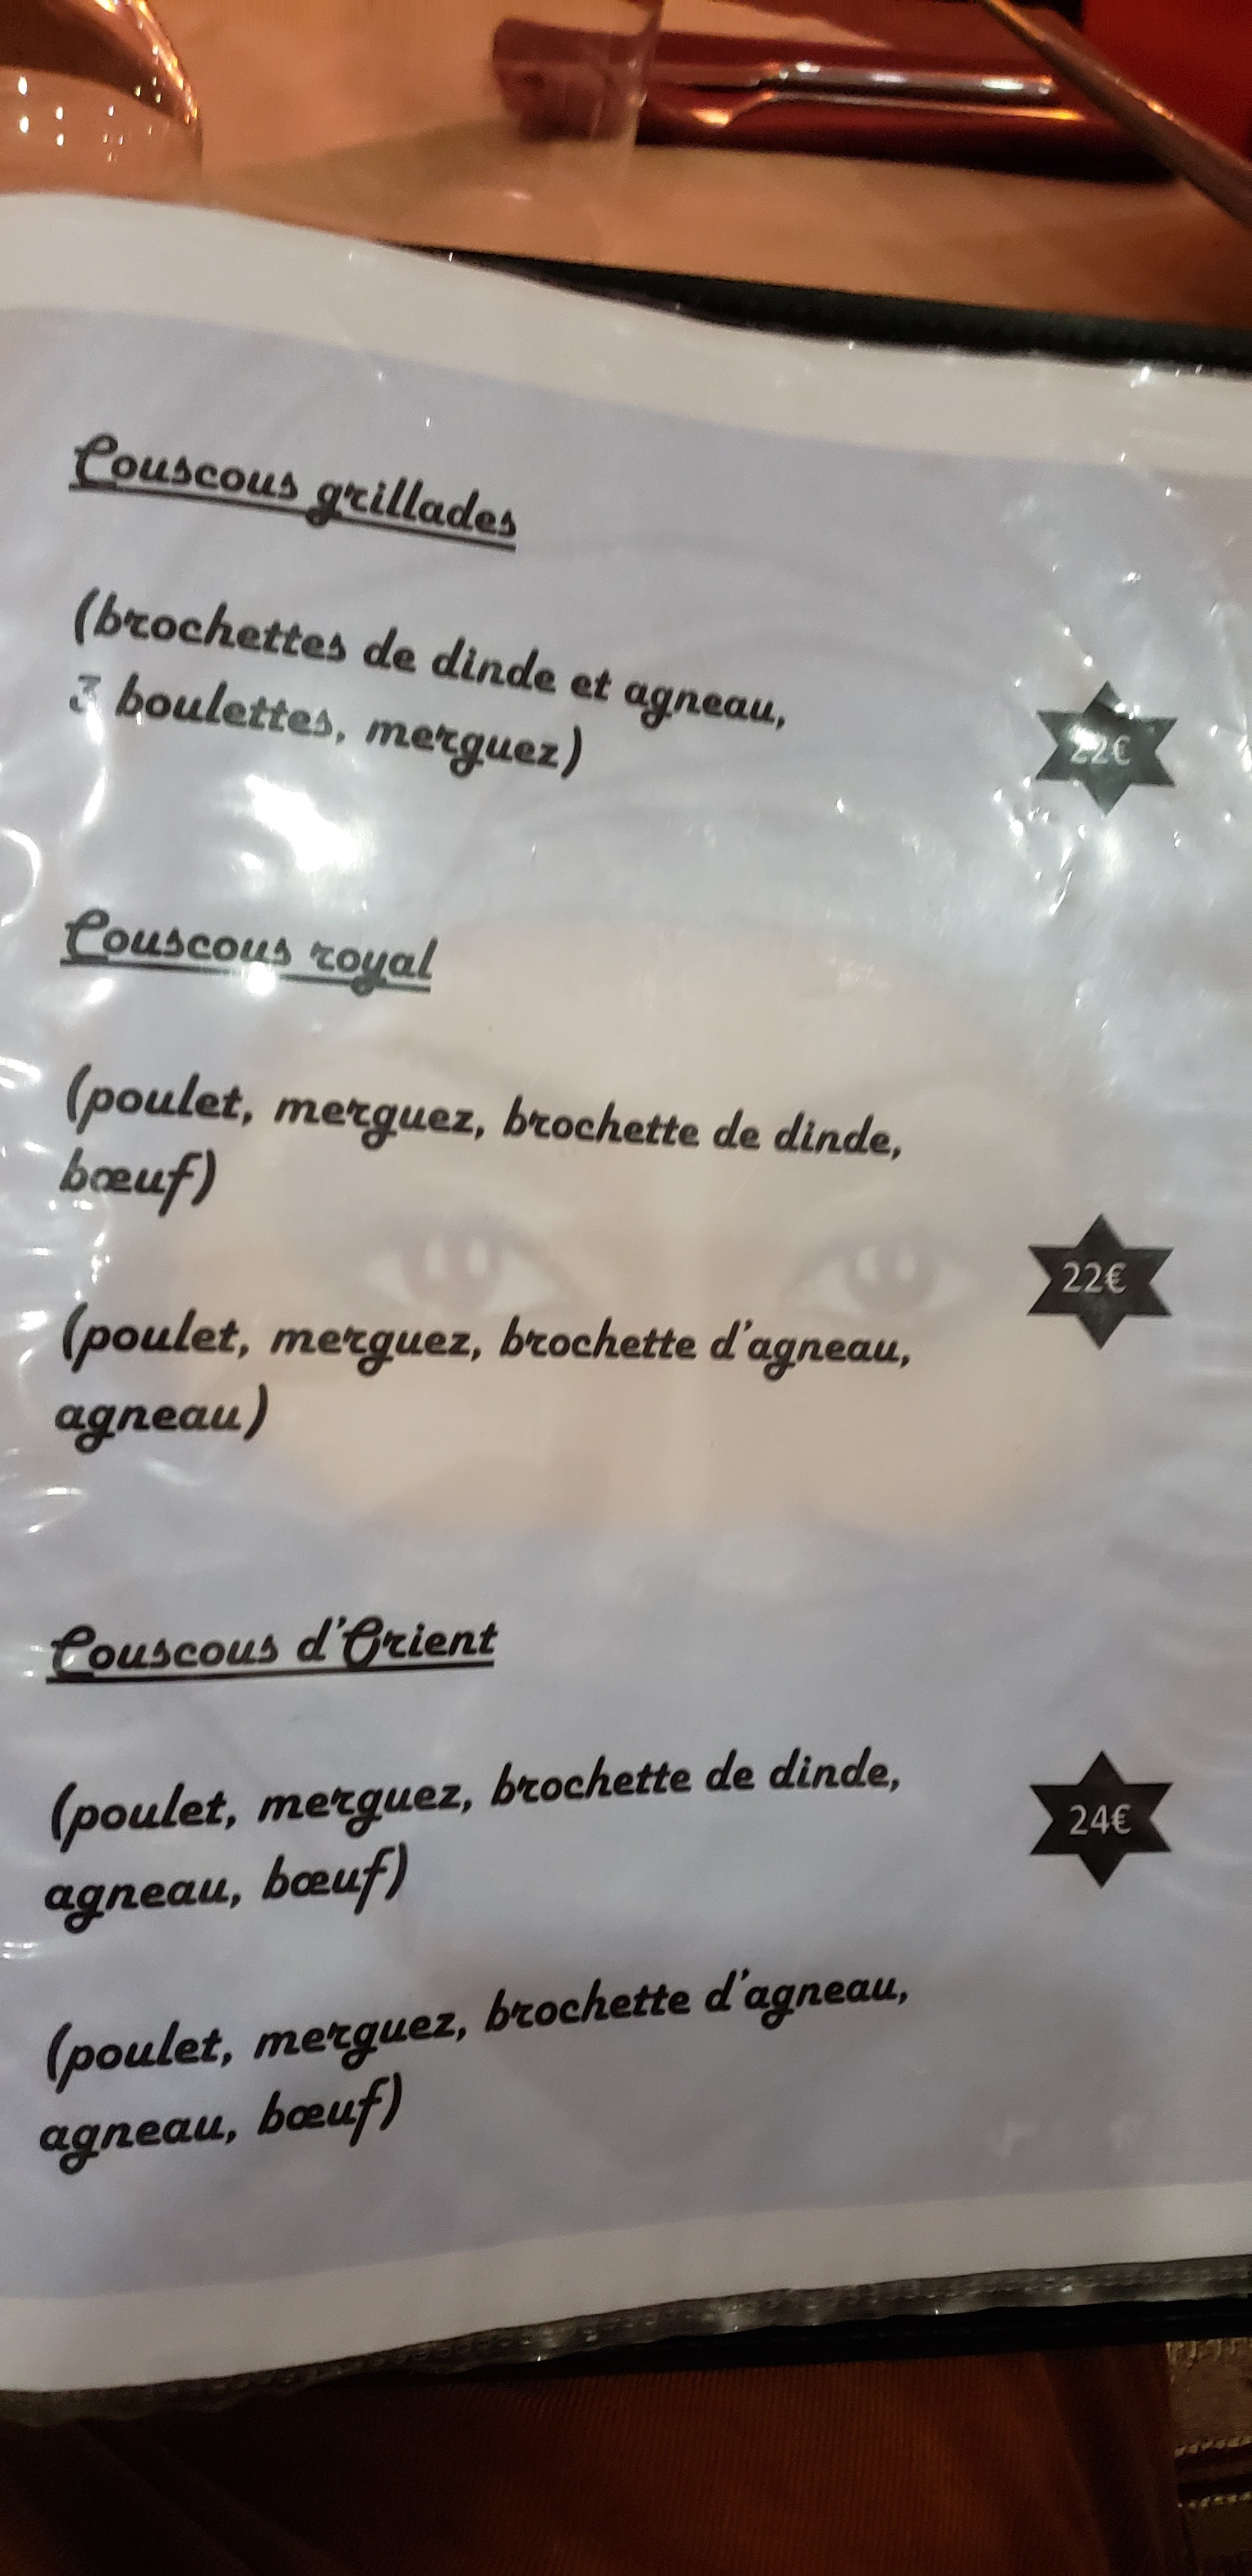 Couscous grillades
(brochettes de dinde et agneau,
3 boulettes, merguez)
22€
Couscous royal
(poulet, merguez, brochette de dinde,
bœuf)
22€
(poulet, merguez, brochette d'agneau,
agneau)
Couscous d'Orient
(poulet, merguez, brochette de dinde,
agneau, bœuf)
24€
(poulet, merguez, brochette d'agneau,
agneau, bœuf)